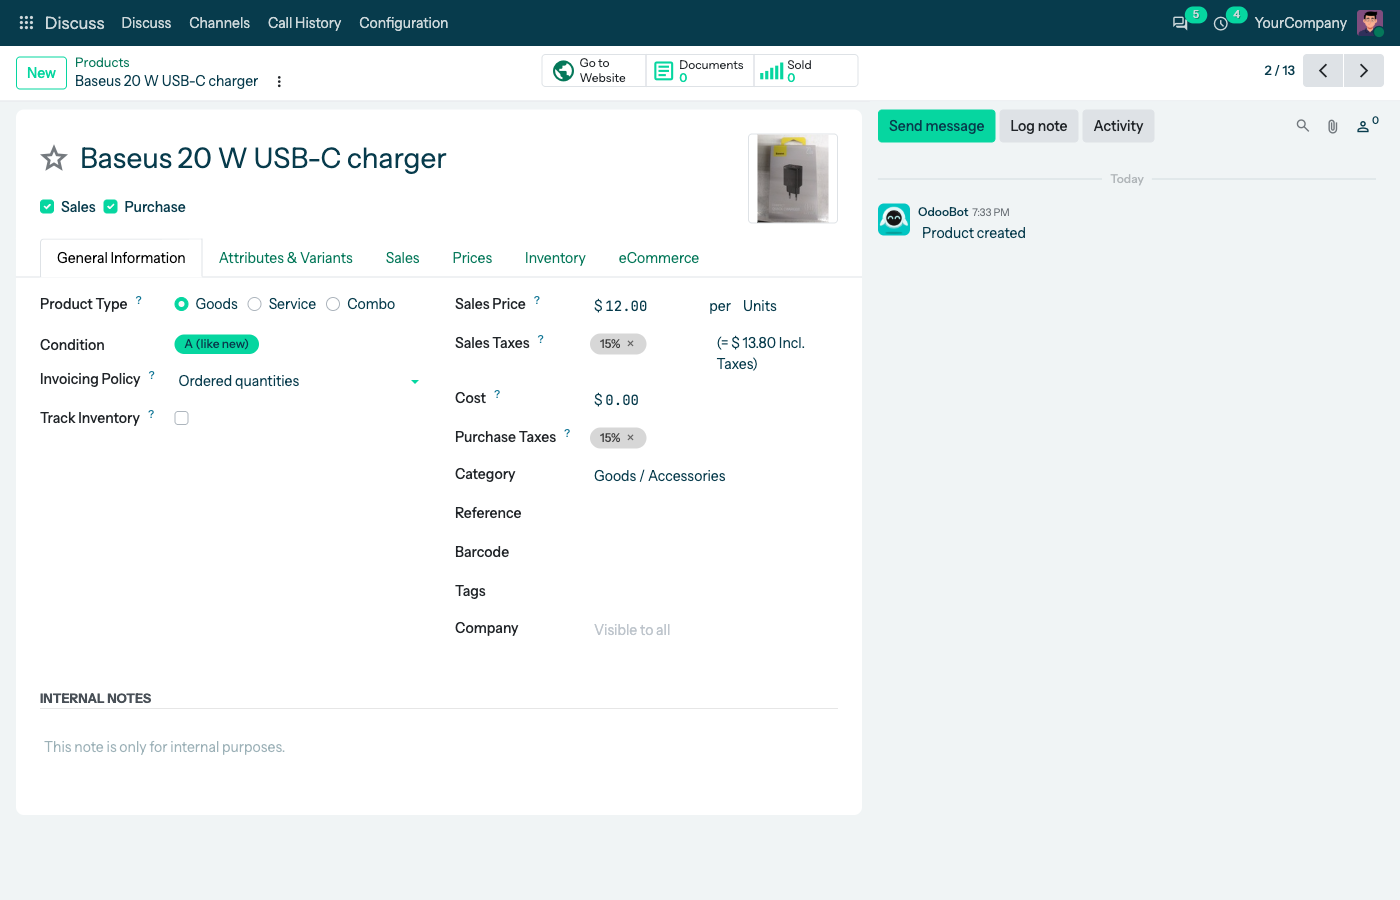 Discuss
Discuss
Channels
Call History
Configuration
5
4
YourCompany
New
Products
Baseus 20 W USB-C charger
Go to
Website
Documents
0
Sold
0
2 / 13
Baseus 20 W USB-C charger
Sales
Purchase
General Information
Attributes & Variants
Sales
Prices
Inventory
eCommerce
Product Type ?
Goods
Service
Combo
Condition
A (like new)
Invoicing Policy ?
Ordered quantities
Track Inventory ?
Sales Price ?
$ 12.00
per Units
Sales Taxes ?
15% ×
(= $ 13.80 Incl.
Taxes)
Cost ?
$ 0.00
Purchase Taxes ?
15% ×
Category
Goods / Accessories
Reference
Barcode
Tags
Company
Visible to all
INTERNAL NOTES
This note is only for internal purposes.
Send message
Log note
Activity
0
Today
OdooBot 7:33 PM
Product created